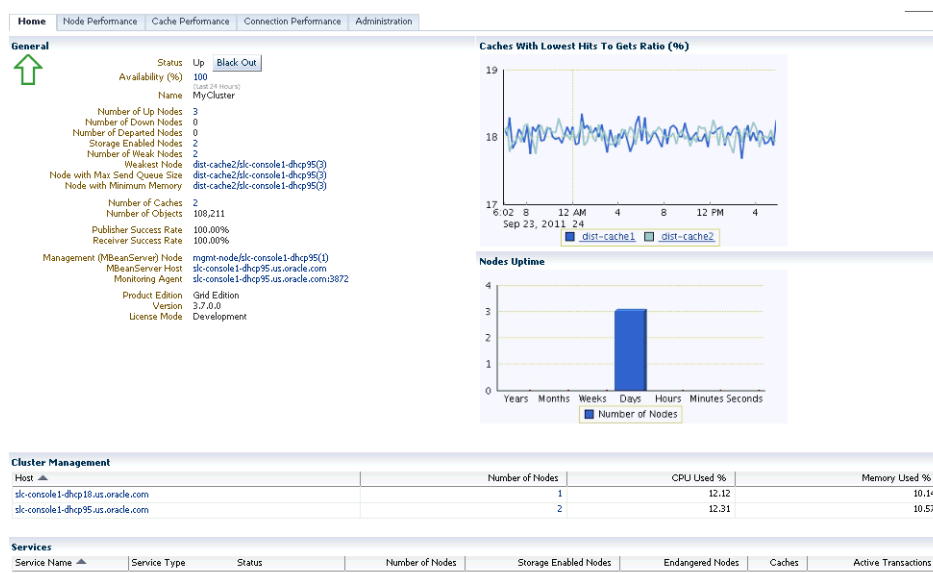 Home Node Performance Cache Performance Connection Performance Administration
General
Status Up Black Out
Availability (%) 100
(Last 24 Hours)
Name MyCluster
Number of Up Nodes 3
Number of Down Nodes 0
Number of Departed Nodes 0
Storage Enabled Nodes 2
Number of Weak Nodes 2
Weakest Node dist-cache2/slc-console1-dhcp95(3)
Node with Max Send Queue Size dist-cache2/slc-console1-dhcp95(3)
Node with Minimum Memory dist-cache2/slc-console1-dhcp95(3)
Number of Caches 2
Number of Objects 108,211
Publisher Success Rate 100.00%
Receiver Success Rate 100.00%
Management (MBeanServer) Node mgmt-node/slc-console1-dhcp95(1)
MBeanServer Host slc-console1-dhcp95.us.oracle.com
Monitoring Agent slc-console1-dhcp95.us.oracle.com:3872
Product Edition Grid Edition
Version 3.7.0.0
License Mode Development
Caches With Lowest Hits To Gets Ratio (%)
19
18
17
6:02 8 12 AM 4 8 12 PM 4
Sep 23, 2011 24
dist-cache1 dist-cache2
Nodes Uptime
4
3
2
1
0
Years Months Weeks Days Hours Minutes Seconds
Number of Nodes
Cluster Management
Host Number of Nodes CPU Used % Memory Used %
slc-console1-dhcp18.us.oracle.com 1 12.12 10.14
slc-console1-dhcp95.us.oracle.com 2 12.31 10.57
Services
Service Name Service Type Status Number of Nodes Storage Enabled Nodes Endangered Nodes Caches Active Transactions